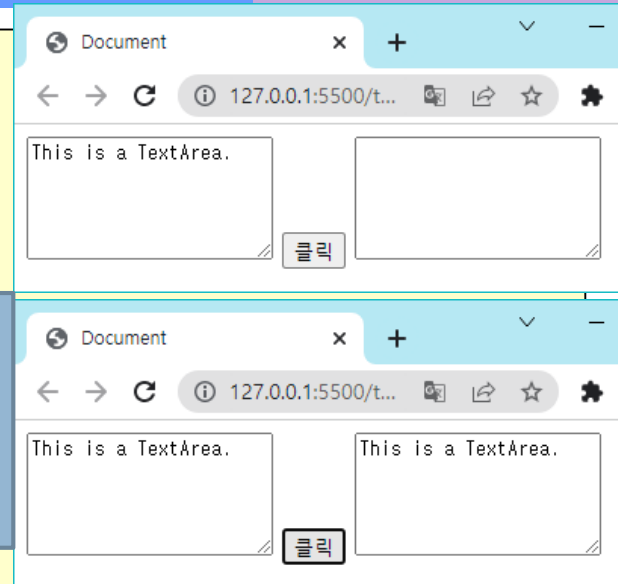 Document
127.0.0.1:5500/t...
This is a TextArea.
클릭
Document
127.0.0.1:5500/t...
This is a TextArea.
클릭
This is a TextArea.